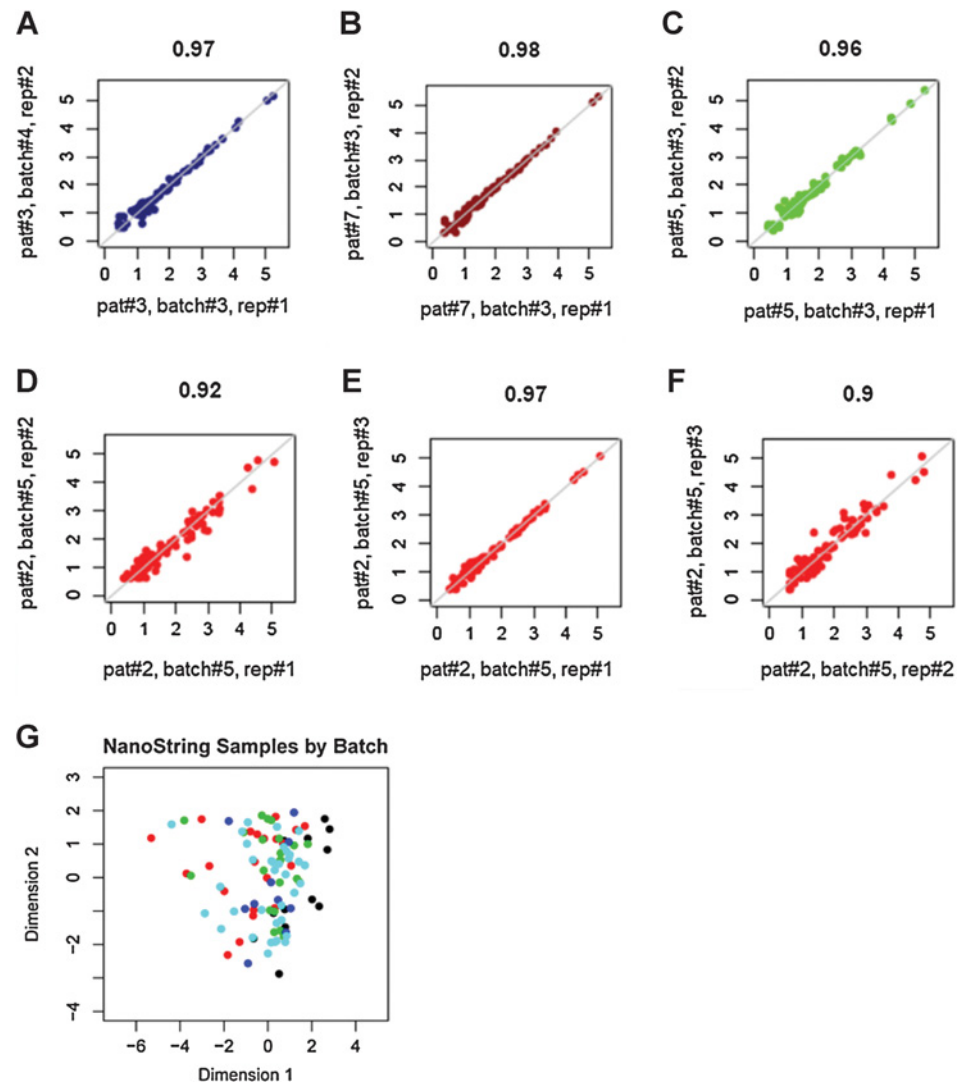 A
0.97
pat#3, batch#4, rep#2
5
4
3
2
1
0
0 1 2 3 4 5
pat#3, batch#3, rep#1
B
0.98
pat#7, batch#3, rep#2
5
4
3
2
1
0
0 1 2 3 4 5
pat#7, batch#3, rep#1
C
0.96
pat#5, batch#3, rep#2
5
4
3
2
1
0
0 1 2 3 4 5
pat#5, batch#3, rep#1
D
0.92
pat#2, batch#5, rep#2
5
4
3
2
1
0
0 1 2 3 4 5
pat#2, batch#5, rep#1
E
0.97
pat#2, batch#5, rep#3
5
4
3
2
1
0
0 1 2 3 4 5
pat#2, batch#5, rep#1
F
0.9
pat#2, batch#5, rep#3
5
4
3
2
1
0
0 1 2 3 4 5
pat#2, batch#5, rep#2
G
NanoString Samples by Batch
Dimension 2
3
2
1
0
−2
−4
−6 −4 −2 0 2 4
Dimension 1